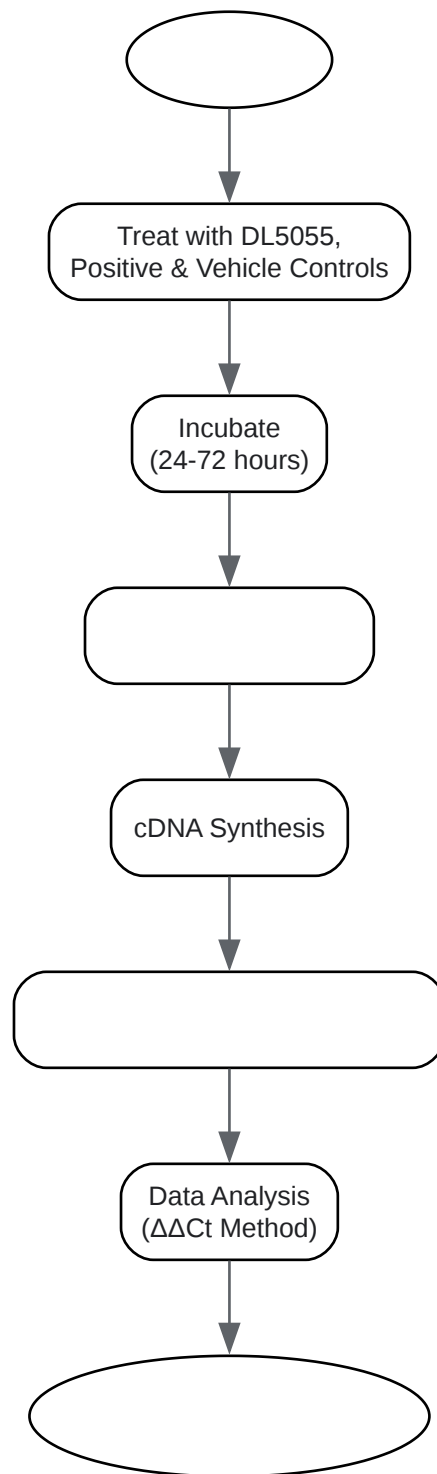 Treat with DL5055,
Positive & Vehicle Controls
Incubate
(24-72 hours)
cDNA Synthesis
Data Analysis
(ΔΔCt Method)